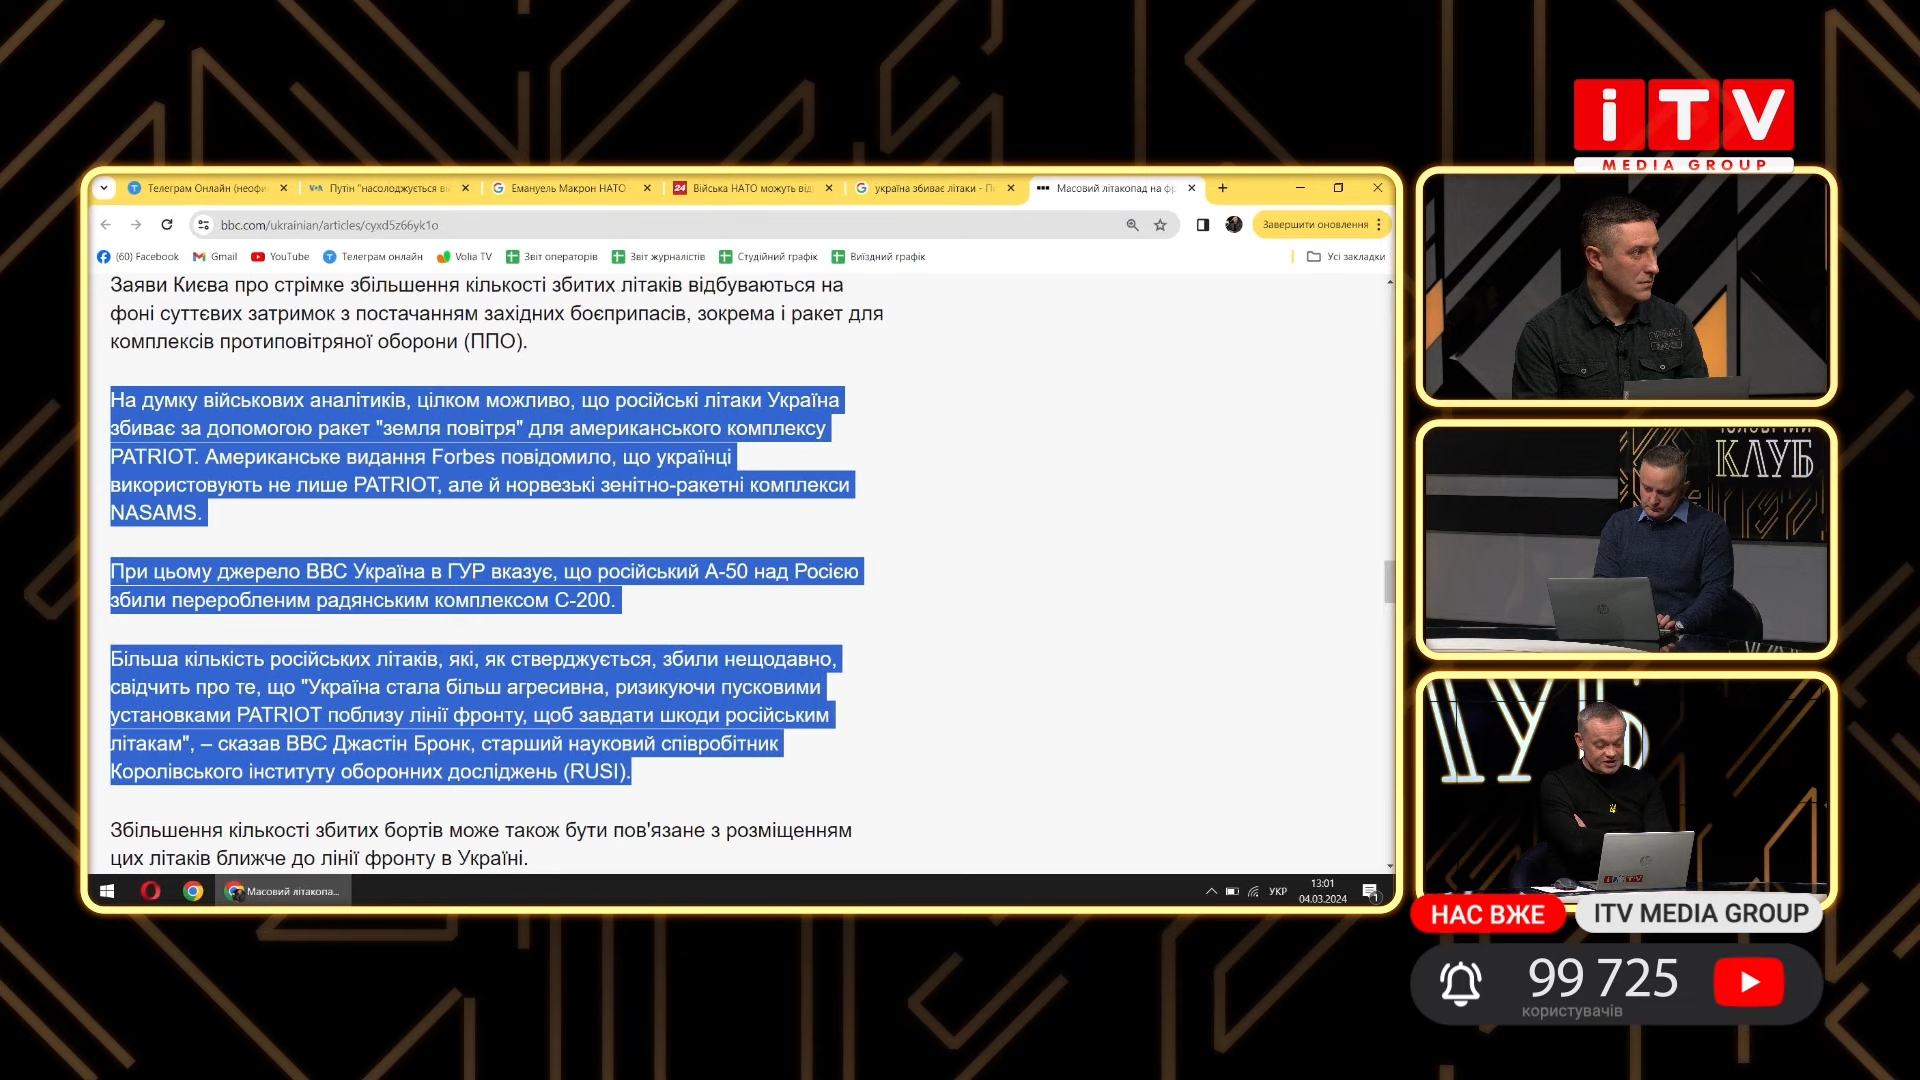 iTV
MEDIA GROUP
Телеграм Онлайн (неофи
Путін "насолоджується ві
Емануель Макрон НАТО
Війська НАТО можуть від
україна збиває літаки - П
Масовий літакопад на фр
bbc.com/ukrainian/articles/cyxd5z66yk1o
Завершити оновлення
(60) Facebook
Gmail
YouTube
Телеграм онлайн
Volia TV
Звіт операторів
Звіт журналістів
Студійний графік
Виїздний графік
Усі закладки
Заяви Києва про стрімке збільшення кількості збитих літаків відбуваються на
фоні суттєвих затримок з постачанням західних боєприпасів, зокрема і ракет для
комплексів протиповітряної оборони (ППО).
На думку військових аналітиків, цілком можливо, що російські літаки Україна
збиває за допомогою ракет "земля повітря" для американського комплексу
PATRIOT. Американське видання Forbes повідомило, що українці
використовують не лише PATRIOT, але й норвезькі зенітно-ракетні комплекси
NASAMS.
При цьому джерело ВВС Україна в ГУР вказує, що російський А-50 над Росією
збили переробленим радянським комплексом С-200.
Більша кількість російських літаків, які, як стверджується, збили нещодавно,
свідчить про те, що "Україна стала більш агресивна, ризикуючи пусковими
установками PATRIOT поблизу лінії фронту, щоб завдати шкоди російським
літакам", – сказав ВВС Джастін Бронк, старший науковий співробітник
Королівського інституту оборонних досліджень (RUSI).
Збільшення кількості збитих бортів може також бути пов'язане з розміщенням
цих літаків ближче до лінії фронту в Україні.
Масовий літакопа...
УКР
13:01
04.03.2024
КЛУБ
НАС ВЖЕ
ITV MEDIA GROUP
99 725
користувачів